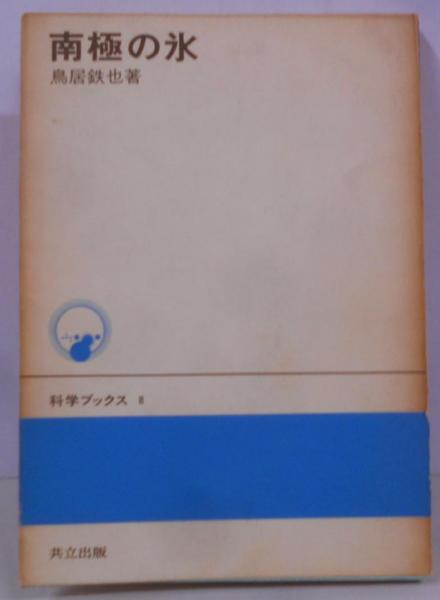 南極の氷
鳥居鉄也著
科学ブックス 8
共立出版